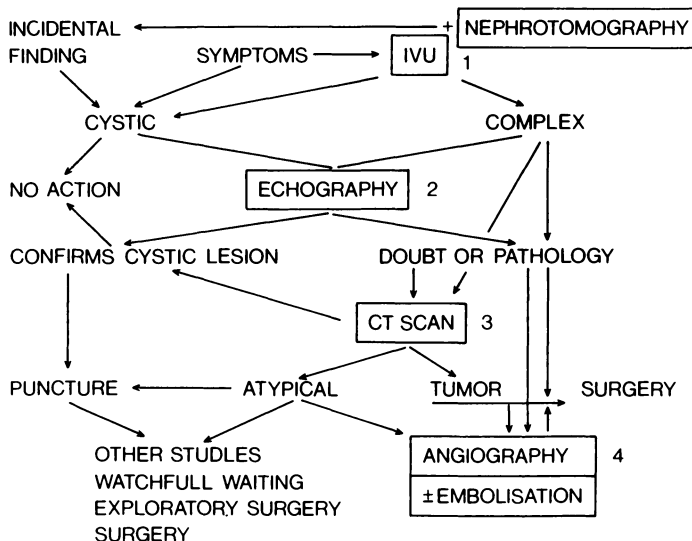 INCIDENTAL
FINDING
SYMPTOMS
IVU
1
+
NEPHROTOMOGRAPHY
CYSTIC
COMPLEX
NO ACTION
ECHOGRAPHY
2
CONFIRMS CYSTIC LESION
DOUBT OR PATHOLOGY
CT SCAN
3
PUNCTURE
ATYPICAL
TUMOR
SURGERY
OTHER STUDLES
WATCHFULL WAITING
EXPLORATORY SURGERY
SURGERY
ANGIOGRAPHY
4
±EMBOLISATION